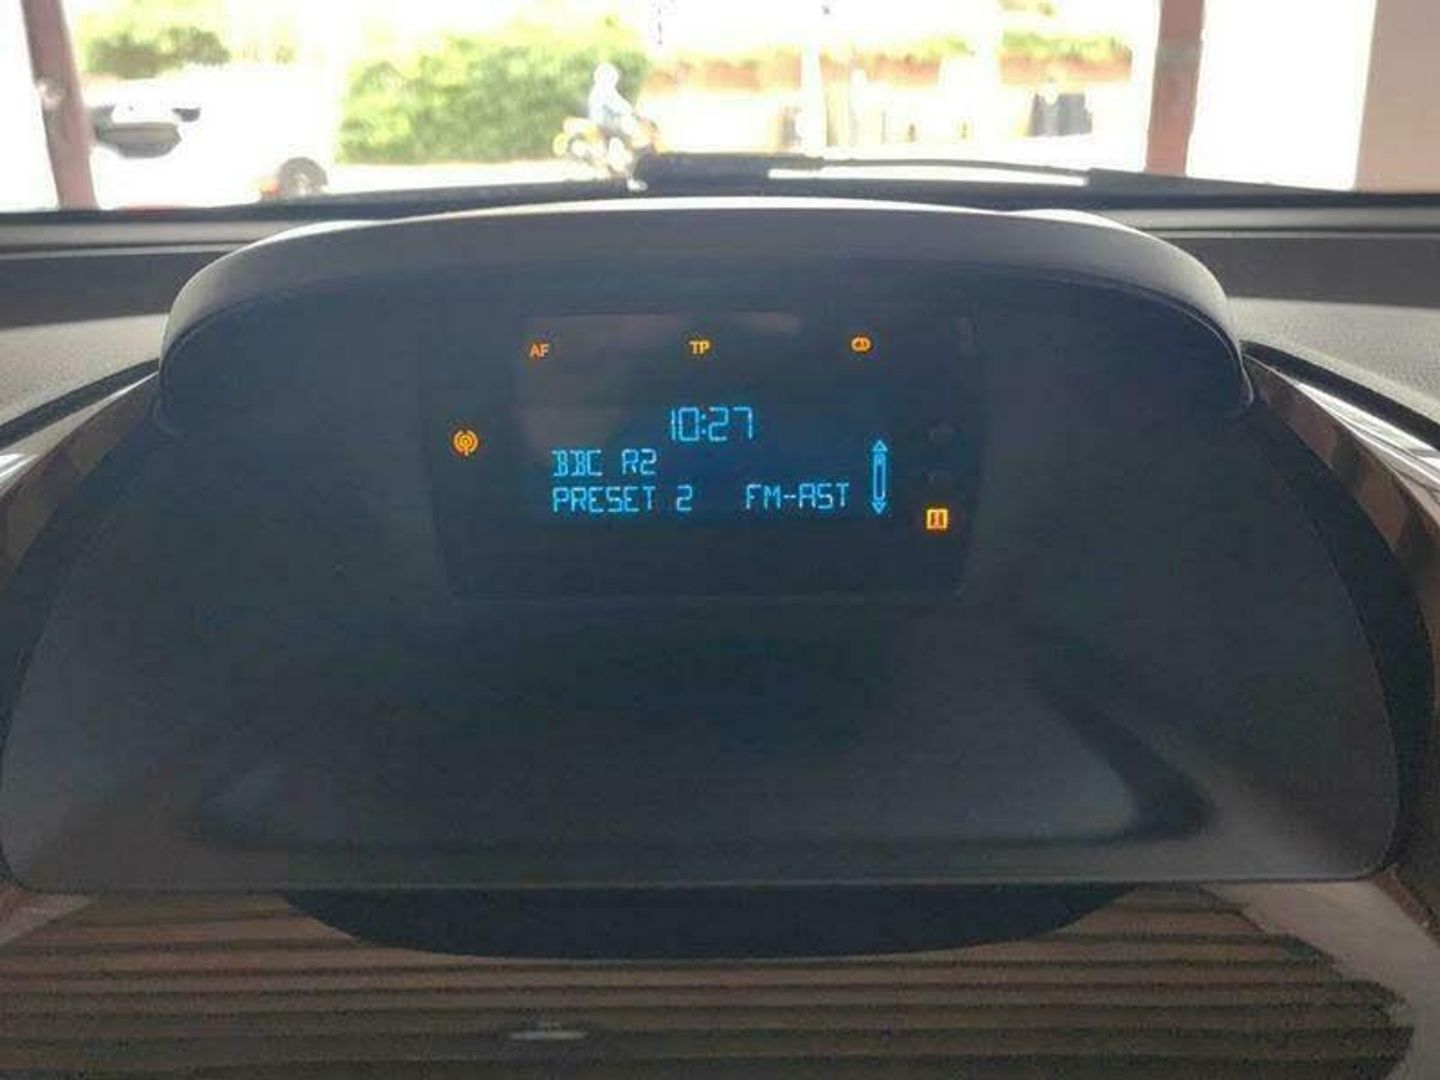 AF TP
10:27
BBC R2
PRESET 2 FM-AST